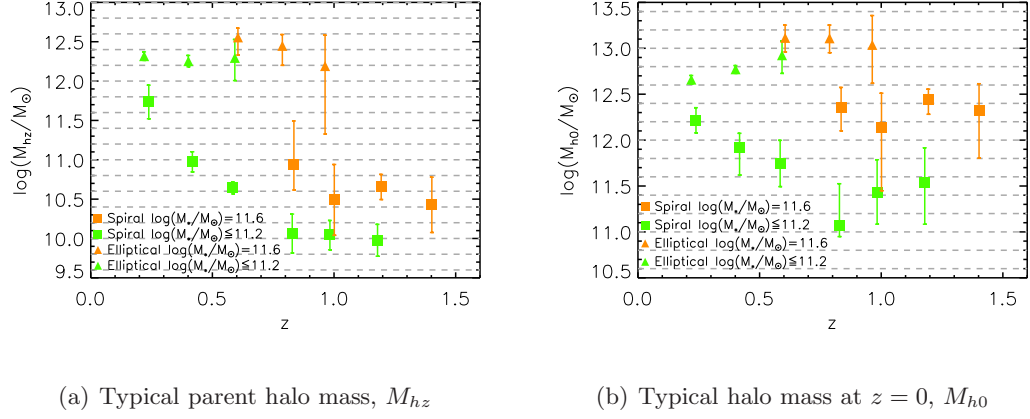 13.0
12.5
12.0
11.5
11.0
10.5
10.0
9.5
log(M_hz/M_⊙)
Spiral log(M_*/M_⊙)=11.6
Spiral log(M_*/M_⊙)≤11.2
Elliptical log(M_*/M_⊙)=11.6
Elliptical log(M_*/M_⊙)≤11.2
0.0 0.5 1.0 1.5
z
(a) Typical parent halo mass, M_hz
13.5
13.0
12.5
12.0
11.5
11.0
10.5
log(M_h0/M_⊙)
Spiral log(M_*/M_⊙)=11.6
Spiral log(M_*/M_⊙)≤11.2
Elliptical log(M_*/M_⊙)=11.6
Elliptical log(M_*/M_⊙)≤11.2
0.0 0.5 1.0 1.5
z
(b) Typical halo mass at z = 0, M_h0